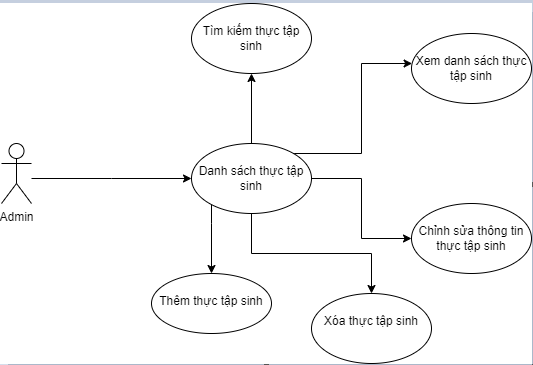 Tìm kiếm thực tập
sinh
Xem danh sách thực
tập sinh
Danh sách thực tập
sinh
Admin
Chỉnh sửa thông tin
thực tập sinh
Thêm thực tập sinh
Xóa thực tập sinh